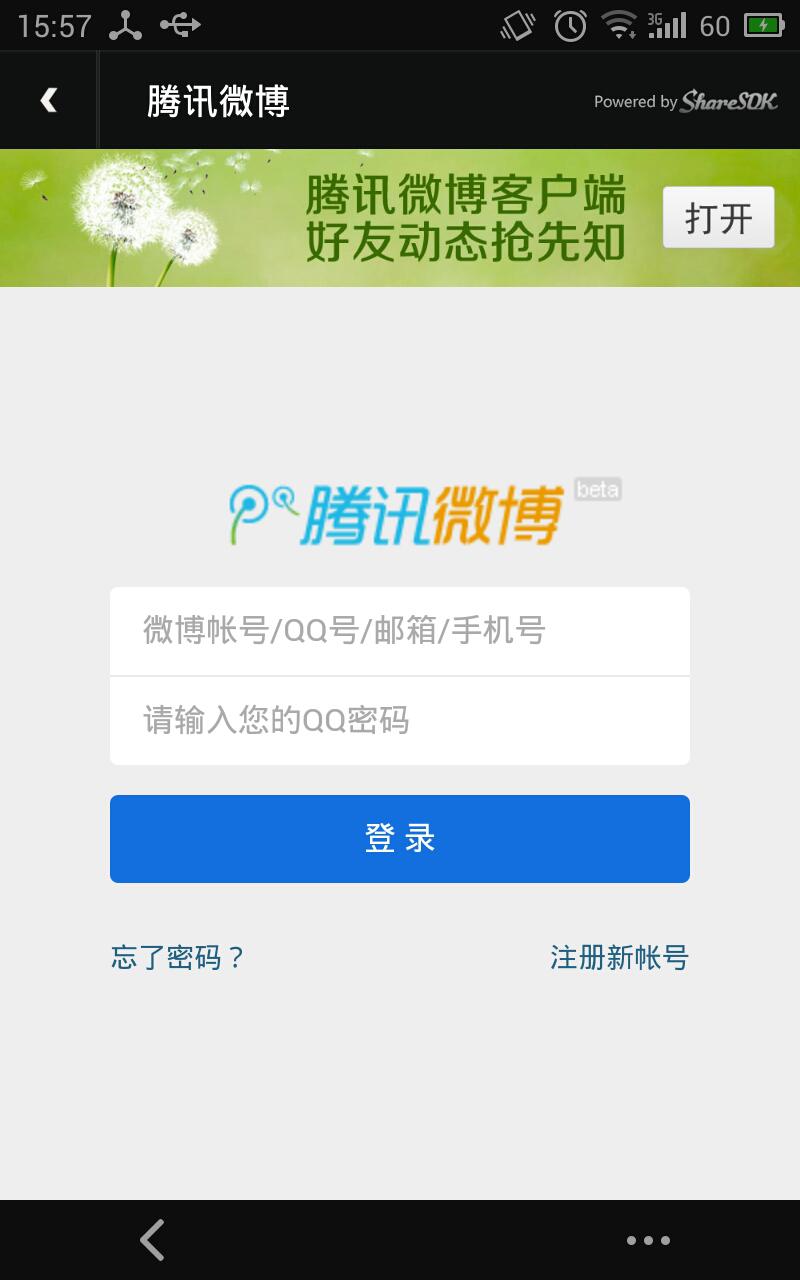 15:57
3G
60
腾讯微博
Powered by ShareSDK
腾讯微博客户端
好友动态抢先知
打开
腾讯微博 beta
微博帐号/QQ号/邮箱/手机号
请输入您的QQ密码
登 录
忘了密码？
注册新帐号